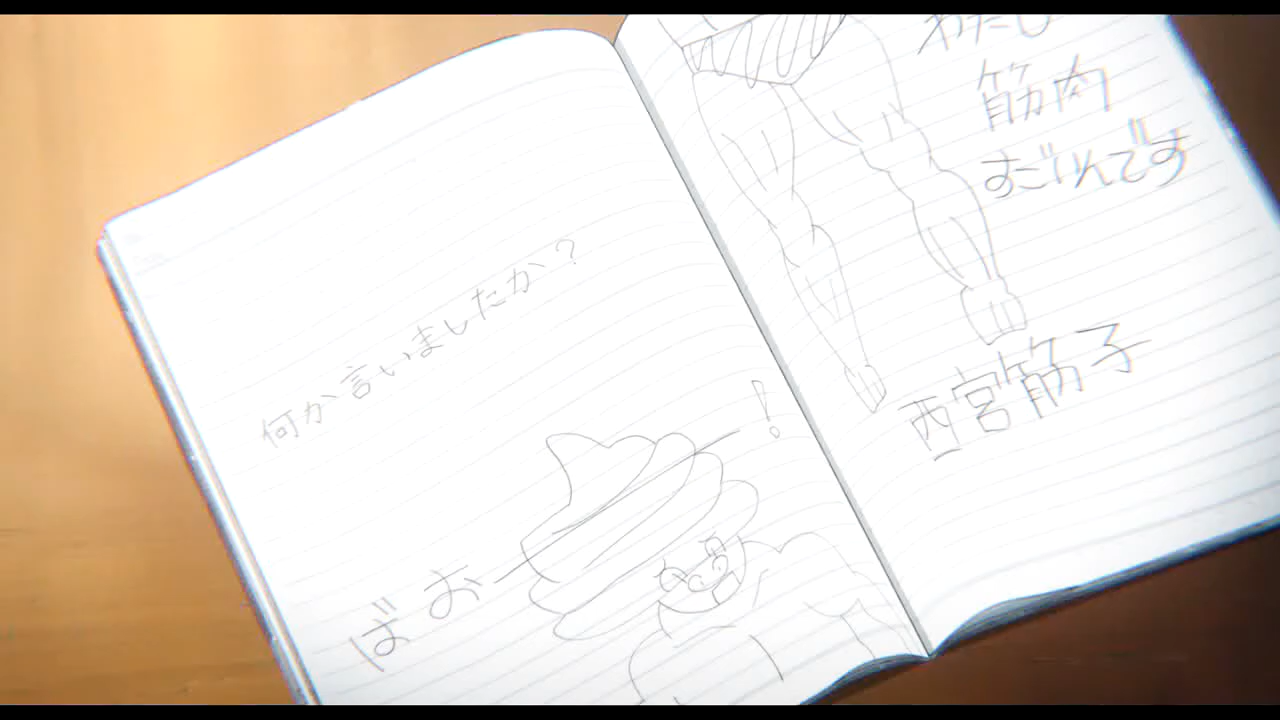 何か言いましたか?
ばおー!
わたし
筋肉
すごいんです
西宮筋子